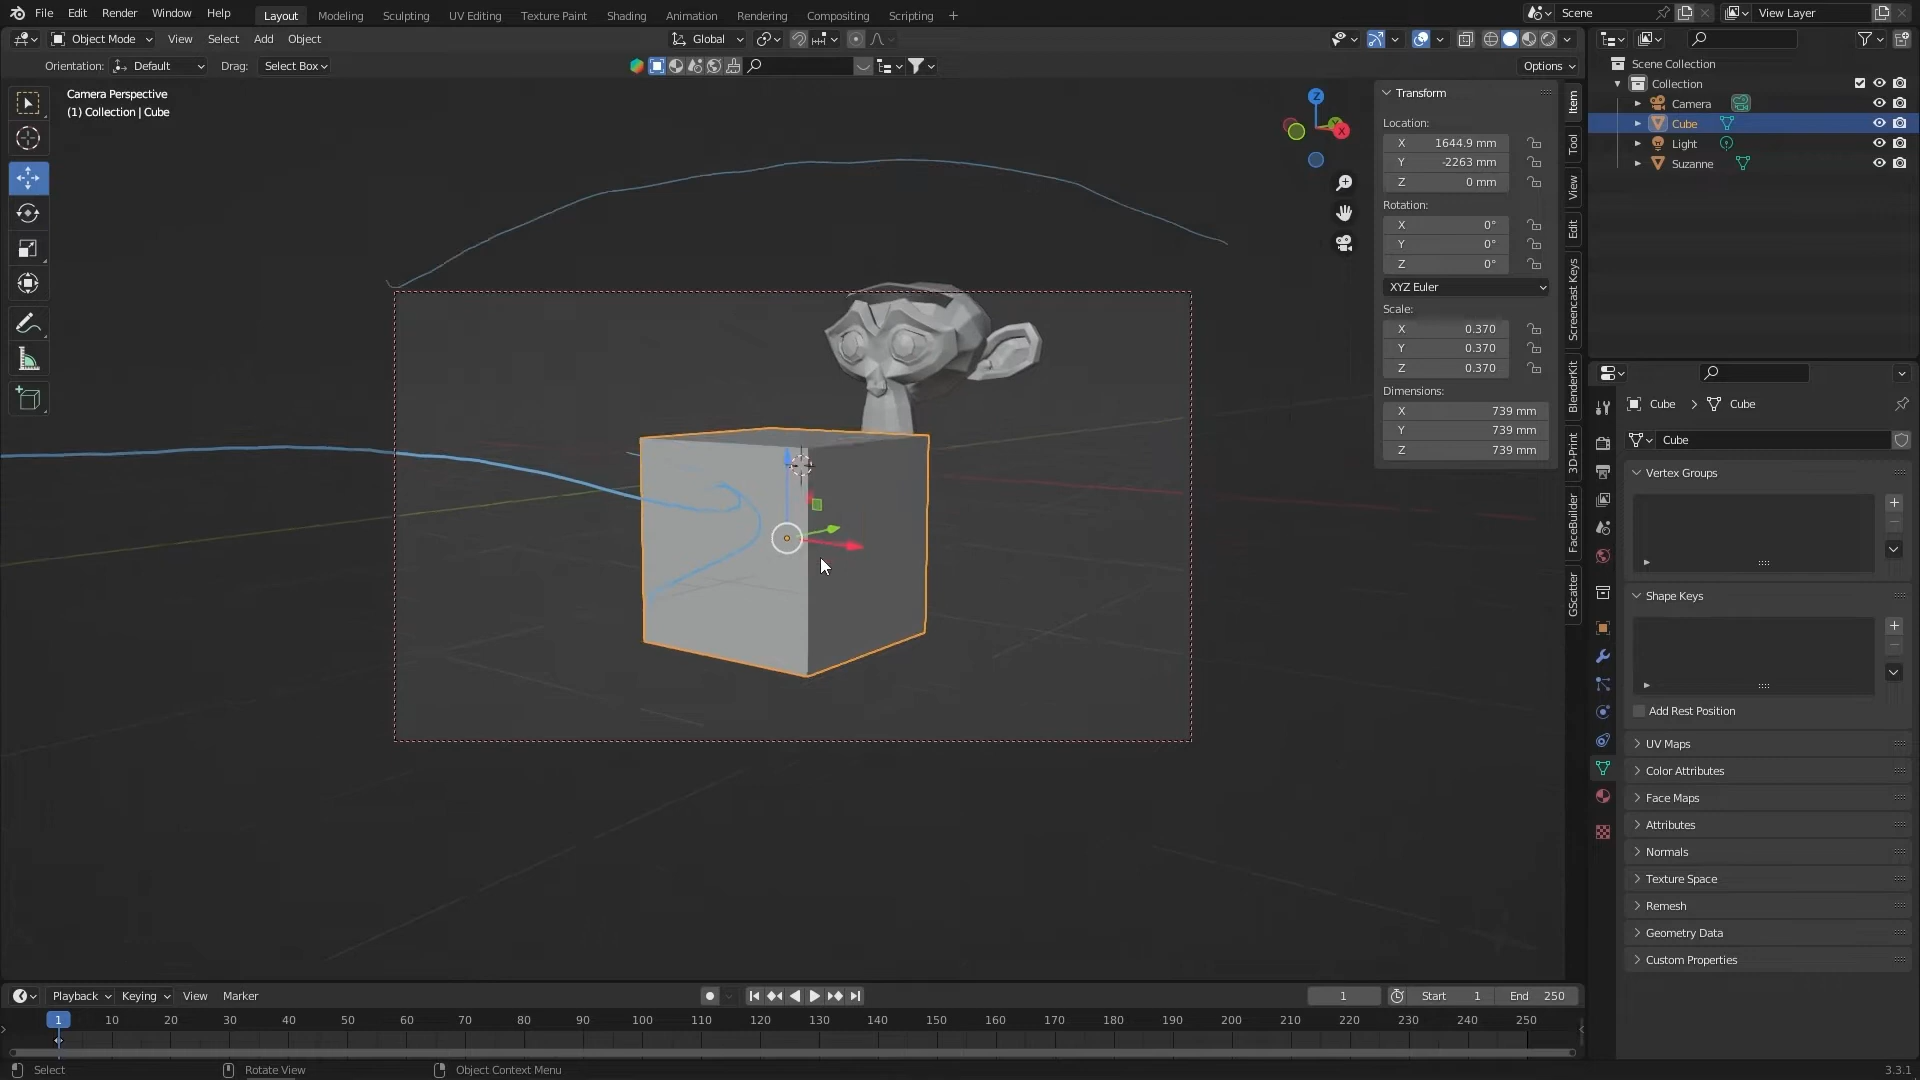 File Edit Render Window Help Layout Modeling Sculpting UV Editing Texture Paint Shading Animation Rendering Compositing Scripting + Scene View Layer
Object Mode View Select Add Object Global
Orientation: Default Drag: Select Box Options
Camera Perspective
(1) Collection | Cube
Z
Y
X
Transform
Location:
X 1644.9 mm
Y -2263 mm
Z 0 mm
Rotation:
X 0°
Y 0°
Z 0°
XYZ Euler
Scale:
X 0.370
Y 0.370
Z 0.370
Dimensions:
X 739 mm
Y 739 mm
Z 739 mm
Item
Tool
View
Edit
Screencast Keys
BlenderKit
3D-Print
FaceBuilder
GScatter
Scene Collection
Collection
Camera
Cube
Light
Suzanne
Cube > Cube
Cube
Vertex Groups
Shape Keys
Add Rest Position
UV Maps
Color Attributes
Face Maps
Attributes
Normals
Texture Space
Remesh
Geometry Data
Custom Properties
Playback Keying View Marker 1 Start 1 End 250
1 10 20 30 40 50 60 70 80 90 100 110 120 130 140 150 160 170 180 190 200 210 220 230 240 250
Select Rotate View Object Context Menu 3.3.1